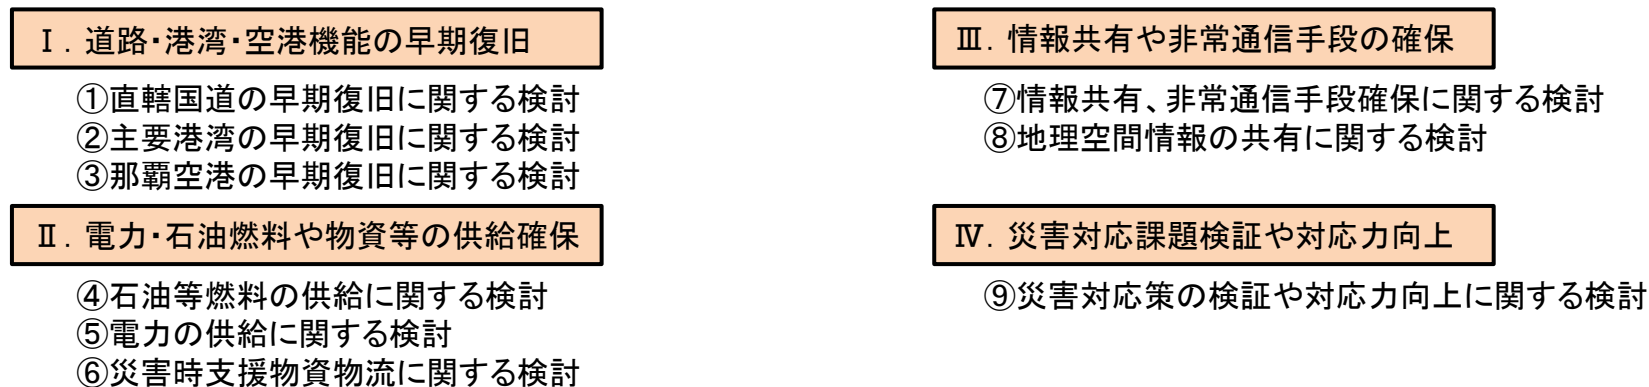 Ⅰ．道路・港湾・空港機能の早期復旧
①直轄国道の早期復旧に関する検討
②主要港湾の早期復旧に関する検討
③那覇空港の早期復旧に関する検討
Ⅱ．電力・石油燃料や物資等の供給確保
④石油等燃料の供給に関する検討
⑤電力の供給に関する検討
⑥災害時支援物資物流に関する検討
Ⅲ．情報共有や非常通信手段の確保
⑦情報共有、非常通信手段確保に関する検討
⑧地理空間情報の共有に関する検討
Ⅳ．災害対応課題検証や対応力向上
⑨災害対応策の検証や対応力向上に関する検討